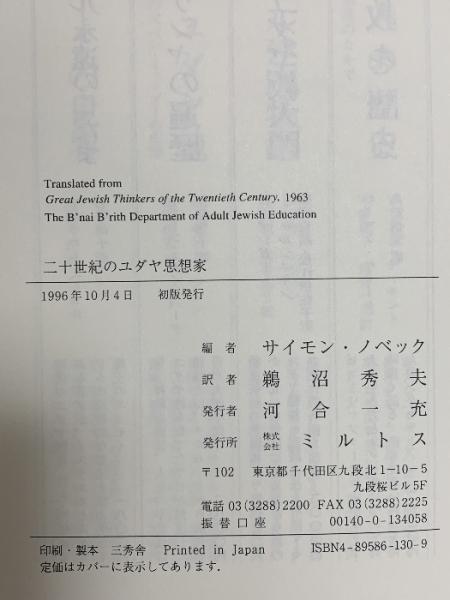 Translated from
Great Jewish Thinkers of the Twentieth Century, 1963
The B'nai B'rith Department of Adult Jewish Education
二十世紀のユダヤ思想家
1996年10月4日 初版発行
編者 サイモン・ノベック
訳者 鵜沼秀夫
発行者 河合一充
発行所 株式会社 ミルトス
〒102 東京都千代田区九段北1-10-5
九段桜ビル5F
電話 03(3288)2200 FAX 03(3288)2225
振替口座 00140-0-134058
印刷・製本 三秀舎 Printed in Japan ISBN4-89586-130-9
定価はカバーに表示してあります.